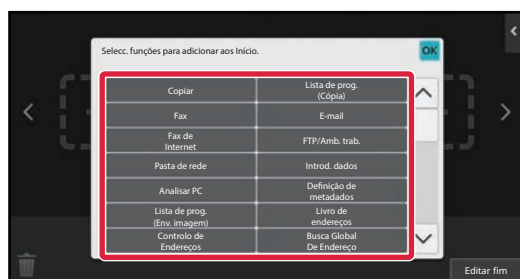 Selecc. funções para adicionar aos Início.
OK
Copiar
Lista de prog.
(Cópia)
Fax
E-mail
Fax de
Internet
FTP/Amb. trab.
Pasta de rede
Introd. dados
Analisar PC
Definição de
metadados
Lista de prog.
(Env. imagem)
Livro de
endereços
Controlo de
Endereços
Busca Global
De Endereço
Editar fim